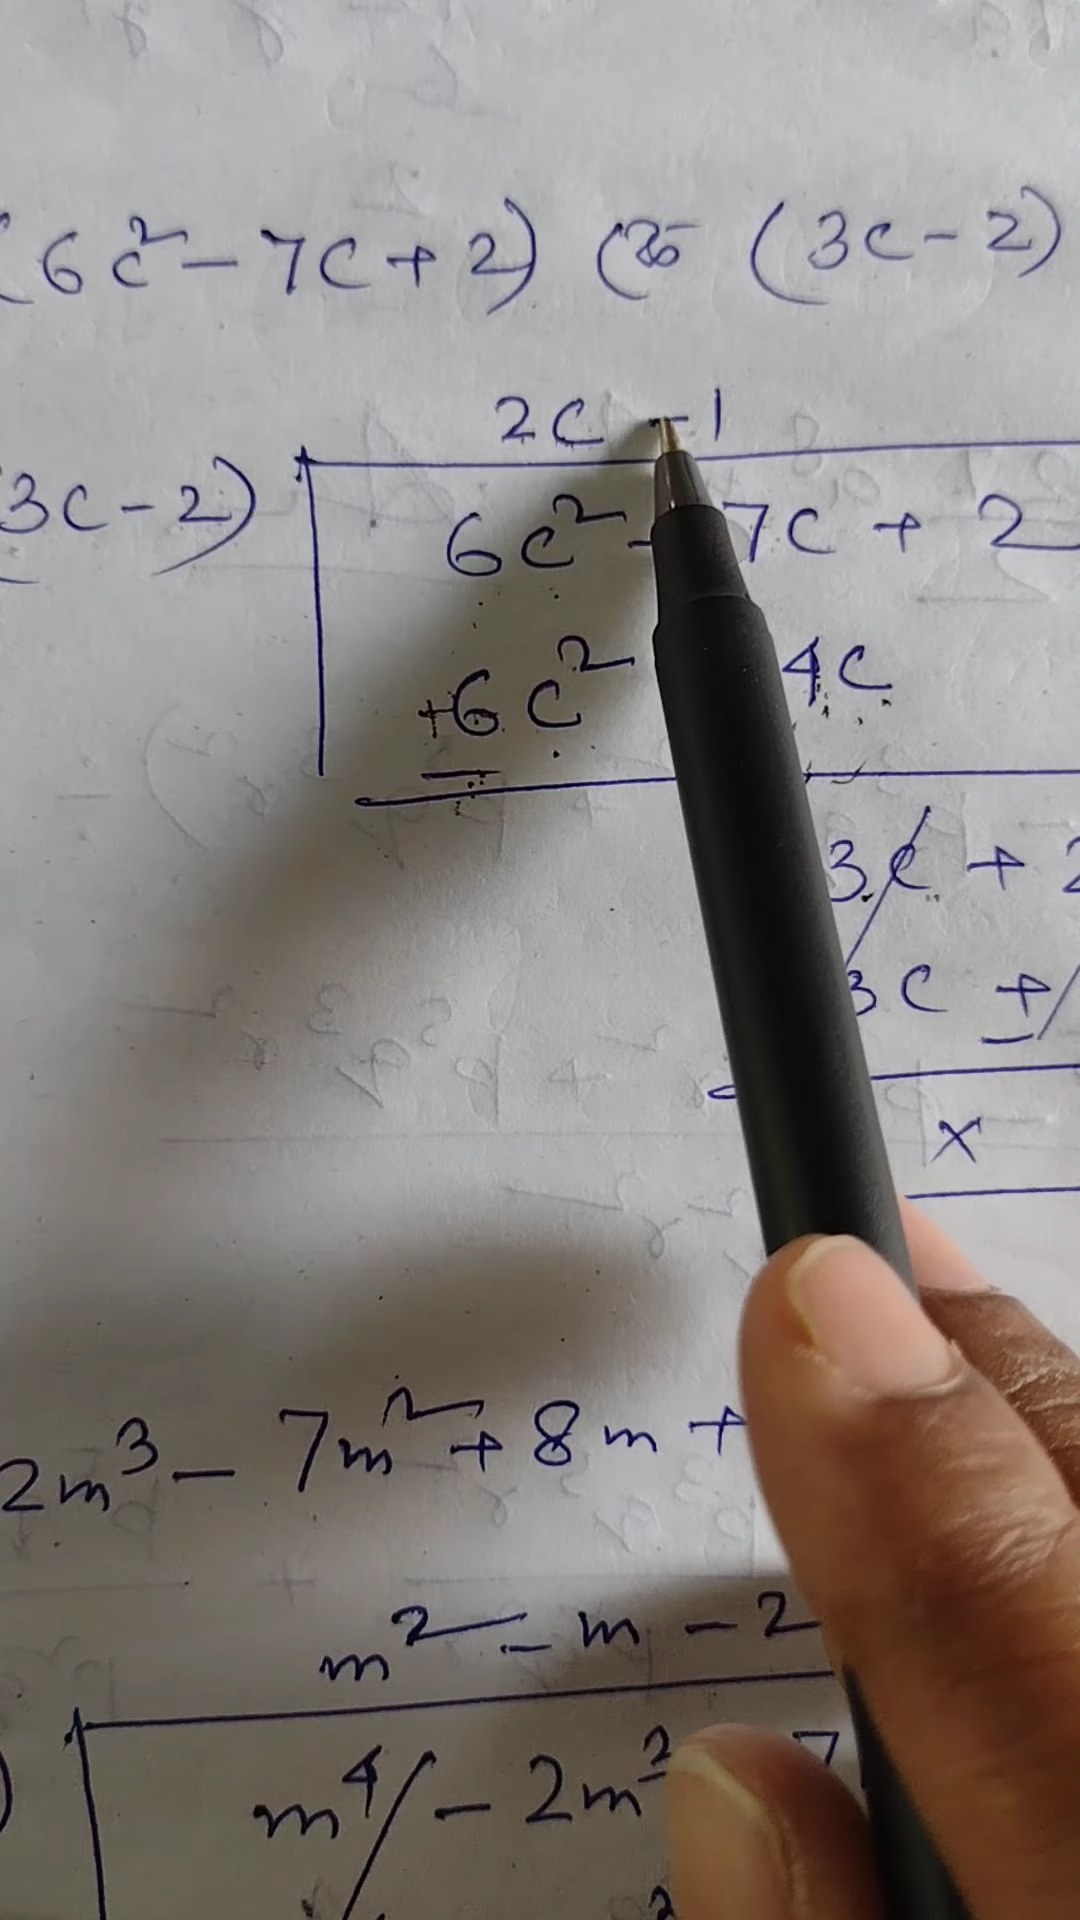 (6c² - 7c + 2) ( (3c - 2)
2c - 1
(3c - 2) 6c² - 7c + 2
+6c² 4c
-
3c + 2
3c +
-
x
2m³ - 7m² + 8m +
m² - m - 2
) m⁴ - 2m³ 7